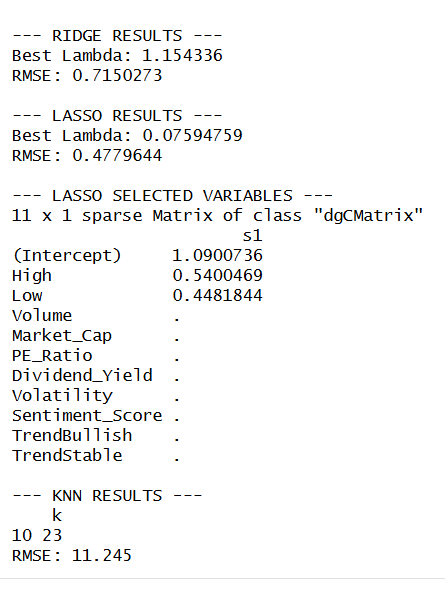 --- RIDGE RESULTS ---
Best Lambda: 1.154336
RMSE: 0.7150273
--- LASSO RESULTS ---
Best Lambda: 0.07594759
RMSE: 0.4779644
--- LASSO SELECTED VARIABLES ---
11 x 1 sparse Matrix of class "dgCMatrix"
s1
(Intercept) 1.0900736
High 0.5400469
Low 0.4481844
Volume .
Market_Cap .
PE_Ratio .
Dividend_Yield .
Volatility .
Sentiment_Score .
TrendBullish .
TrendStable .
--- KNN RESULTS ---
k
10 23
RMSE: 11.245